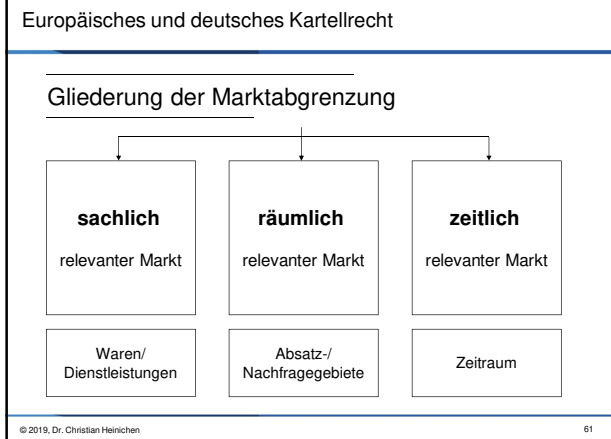 Europäisches und deutsches Kartellrecht
Gliederung der Marktabgrenzung
sachlich
relevanter Markt
räumlich
relevanter Markt
zeitlich
relevanter Markt
Waren/
Dienstleistungen
Absatz-/
Nachfragegebiete
Zeitraum
© 2019, Dr. Christian Heinichen
61